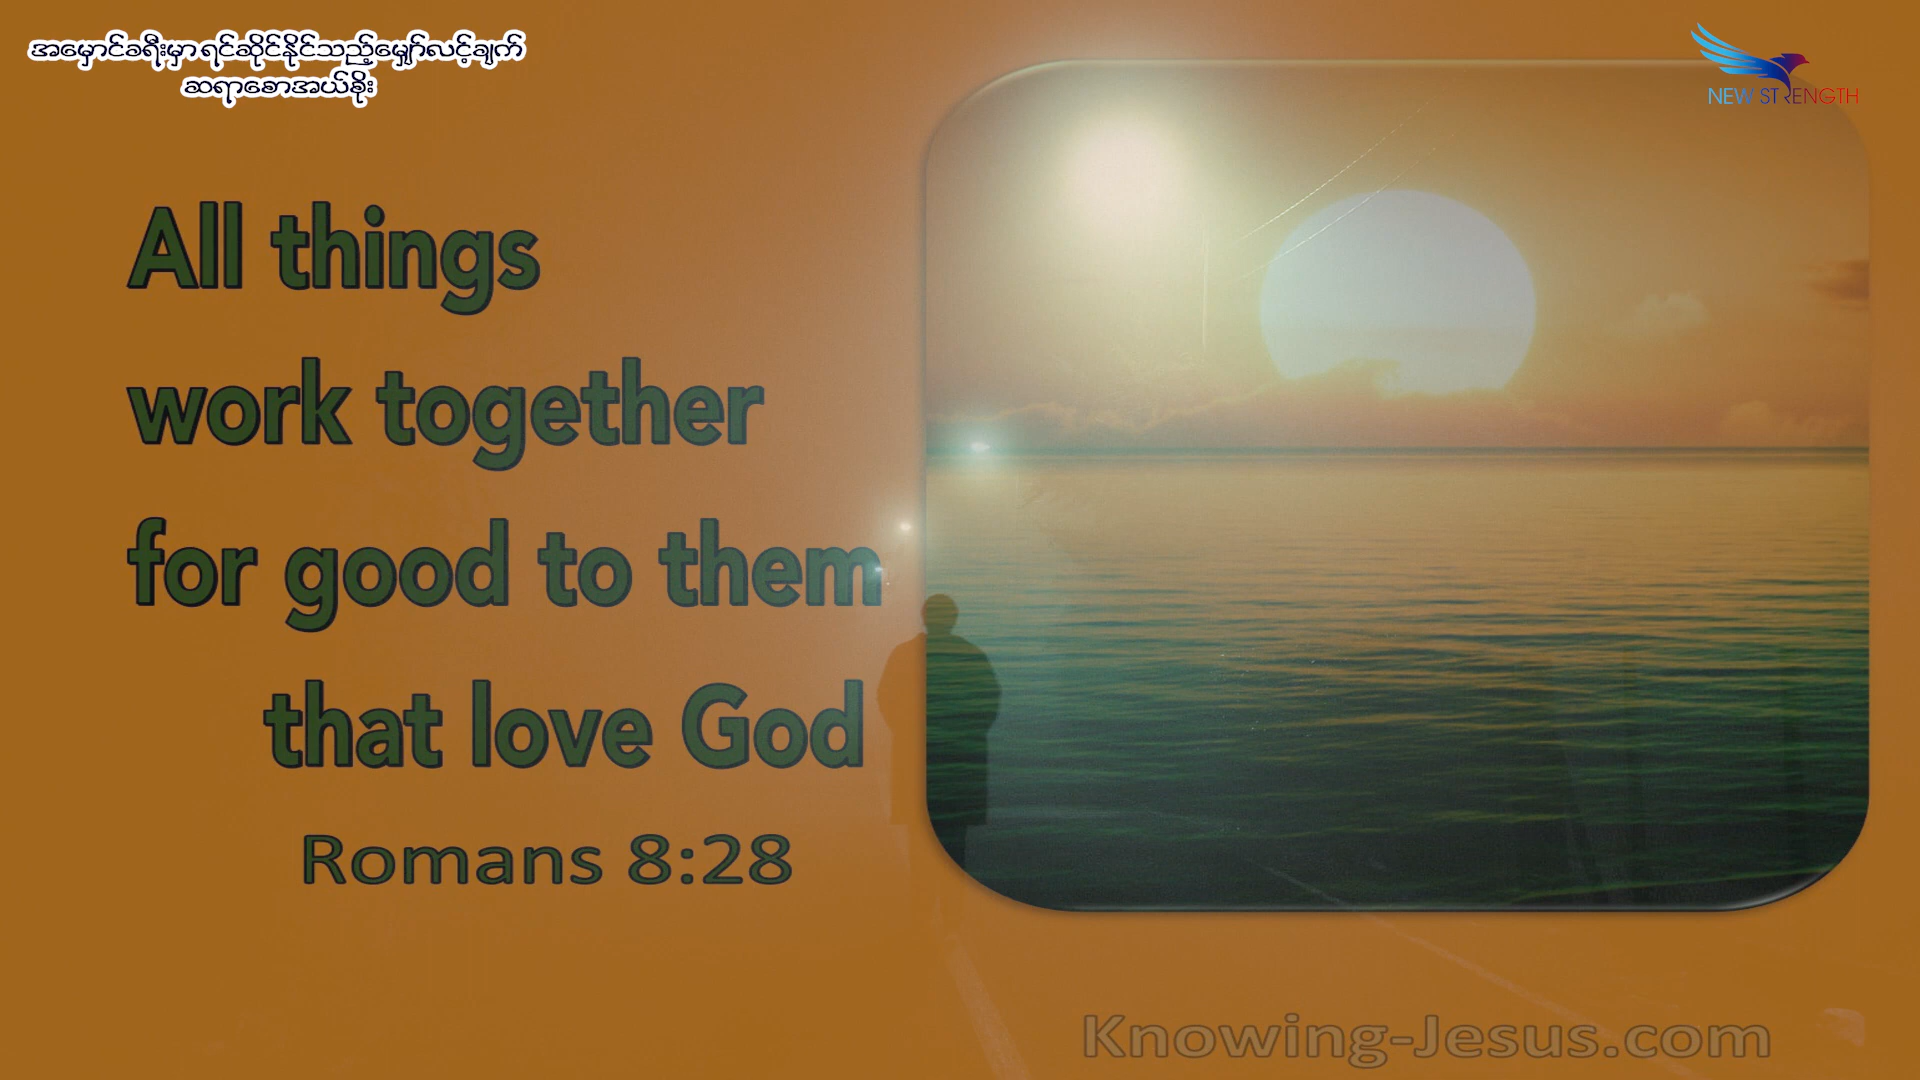 အမှောင်ခရီးမှာ ရင်ဆိုင်နိုင်သည့်မျှော်လင့်ချက်
ဆရာစောအယ်စိုး
NEW STRENGTH
All things
work together
for good to them
that love God
Romans 8:28
Knowing-Jesus.com